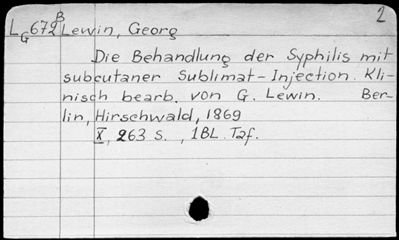 2
L G 672 B Lewin, Georg
Die Behandlung der Syphilis mit
subcutaner Sublimat-Injection. Kli-
nisch bearb. von G. Lewin. Ber-
lin, Hirschwald, 1869
X, 263 S., 1BL. Taf.